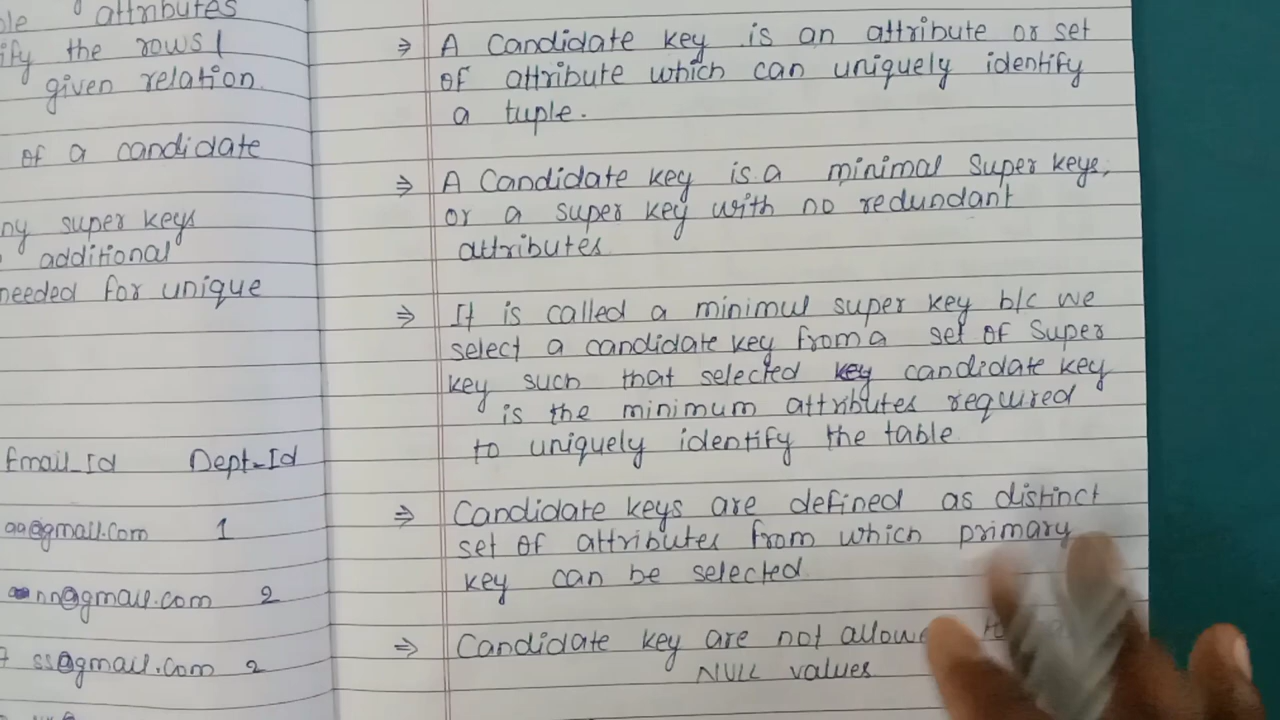 attributes
ify the rows/
given relation.
of a candidate
super keys
additional
needed for unique
Email_Id Dept_Id
aa@gmail.com 1
nn@gmail.com 2
ss@gmail.com 2
⇒ A Candidate key is an attribute or set
of attribute which can uniquely identify
a tuple.
⇒ A Candidate key is a minimal Super keys,
or a super key with no redundant
attributes
⇒ It is called a minimul super key b/c we
select a candidate key from a set of Super
key such that selected key candidate key
is the minimum attributes required
to uniquely identify the table
⇒ Candidate keys are defined as distinct
set of attributes from which primary
key can be selected
⇒ Candidate key are not allow
NULL values